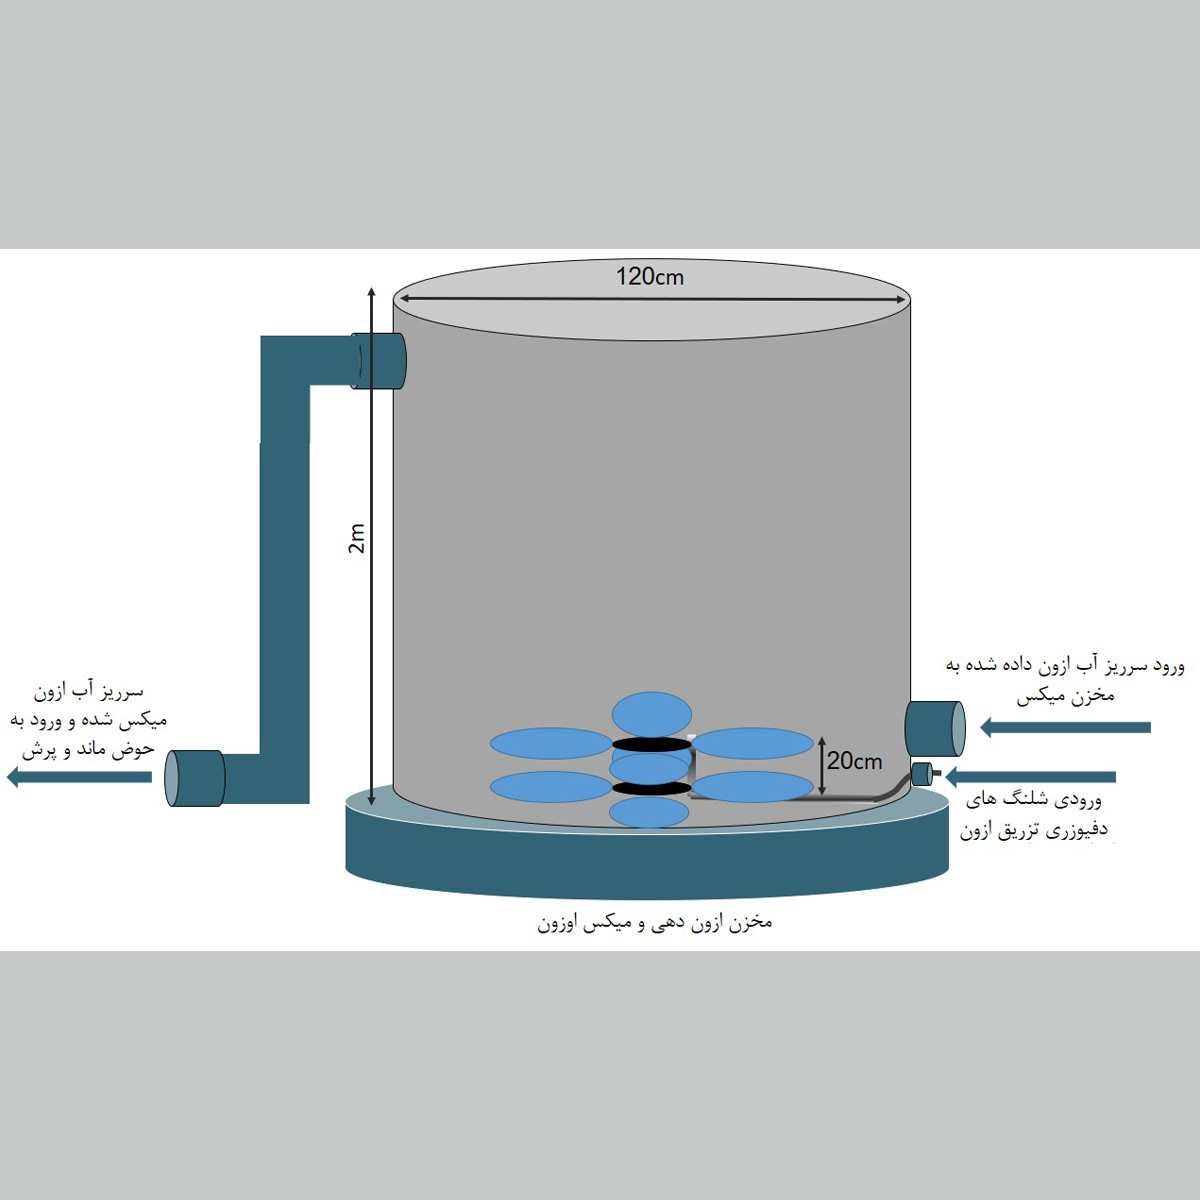 120cm
2m
ورود سرریز آب ازون داده شده به
مخزن میکس
سرریز آب ازون
میکس شده و ورود به
حوض ماند و پرش
20cm
ورودی شلنگ های
دفیوزری تزریق ازون
مخزن ازون دهی و میکس اوزون